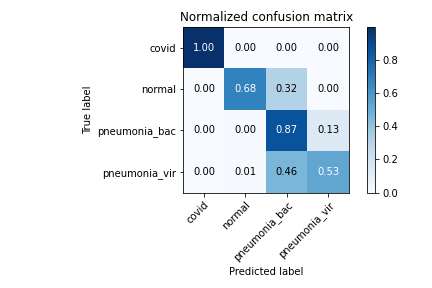 Normalized confusion matrix
covid 1.00 0.00 0.00 0.00
normal 0.00 0.68 0.32 0.00
pneumonia_bac 0.00 0.00 0.87 0.13
pneumonia_vir 0.00 0.01 0.46 0.53
True label
covid normal pneumonia_bac pneumonia_vir
Predicted label
0.8
0.6
0.4
0.2
0.0